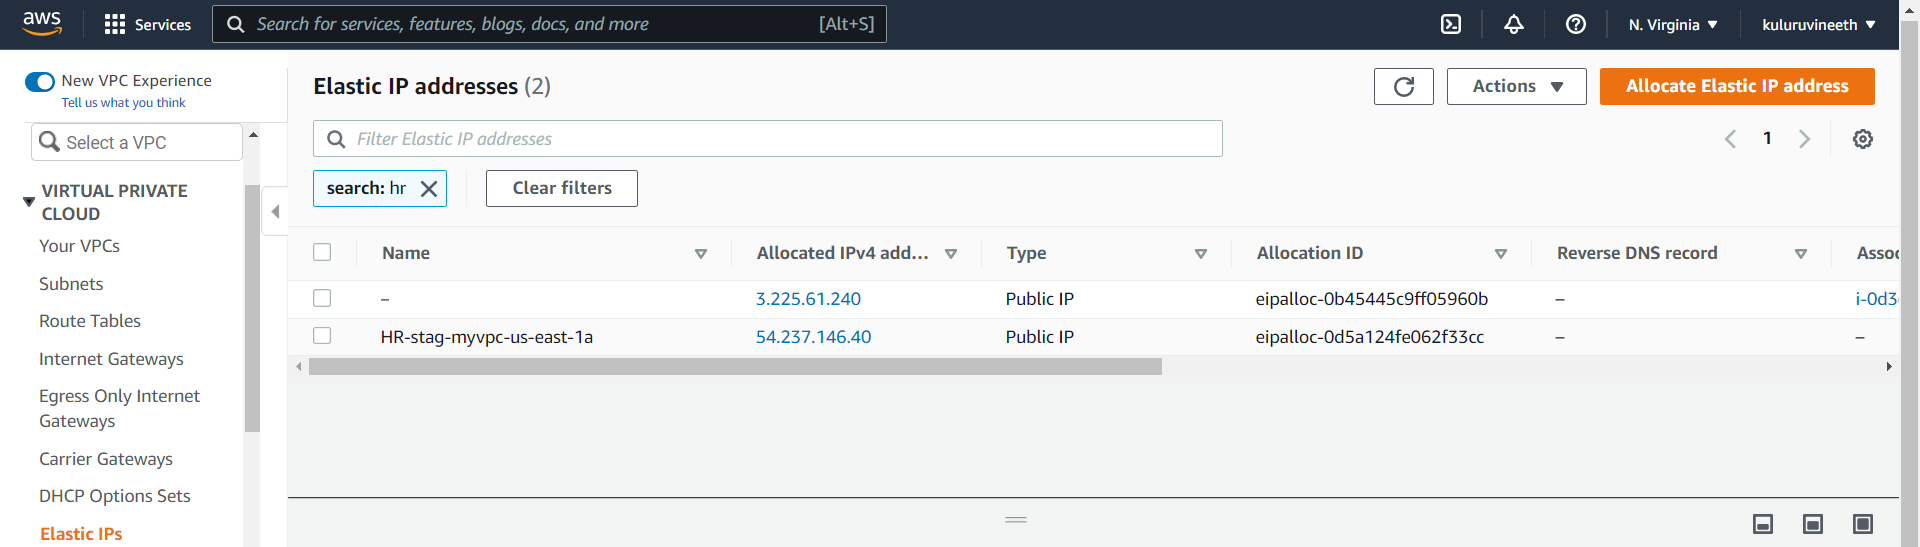 aws
Services
Search for services, features, blogs, docs, and more [Alt+S]
N. Virginia
kuluruvineeth
New VPC Experience
Tell us what you think
Select a VPC
VIRTUAL PRIVATE
CLOUD
Your VPCs
Subnets
Route Tables
Internet Gateways
Egress Only Internet
Gateways
Carrier Gateways
DHCP Options Sets
Elastic IPs
Elastic IP addresses (2)
Actions
Allocate Elastic IP address
Filter Elastic IP addresses
1
search: hr
Clear filters
Name Allocated IPv4 add... Type Allocation ID Reverse DNS record Assoc
– 3.225.61.240 Public IP eipalloc-0b45445c9ff05960b – i-0d3
HR-stag-myvpc-us-east-1a 54.237.146.40 Public IP eipalloc-0d5a124fe062f33cc – –